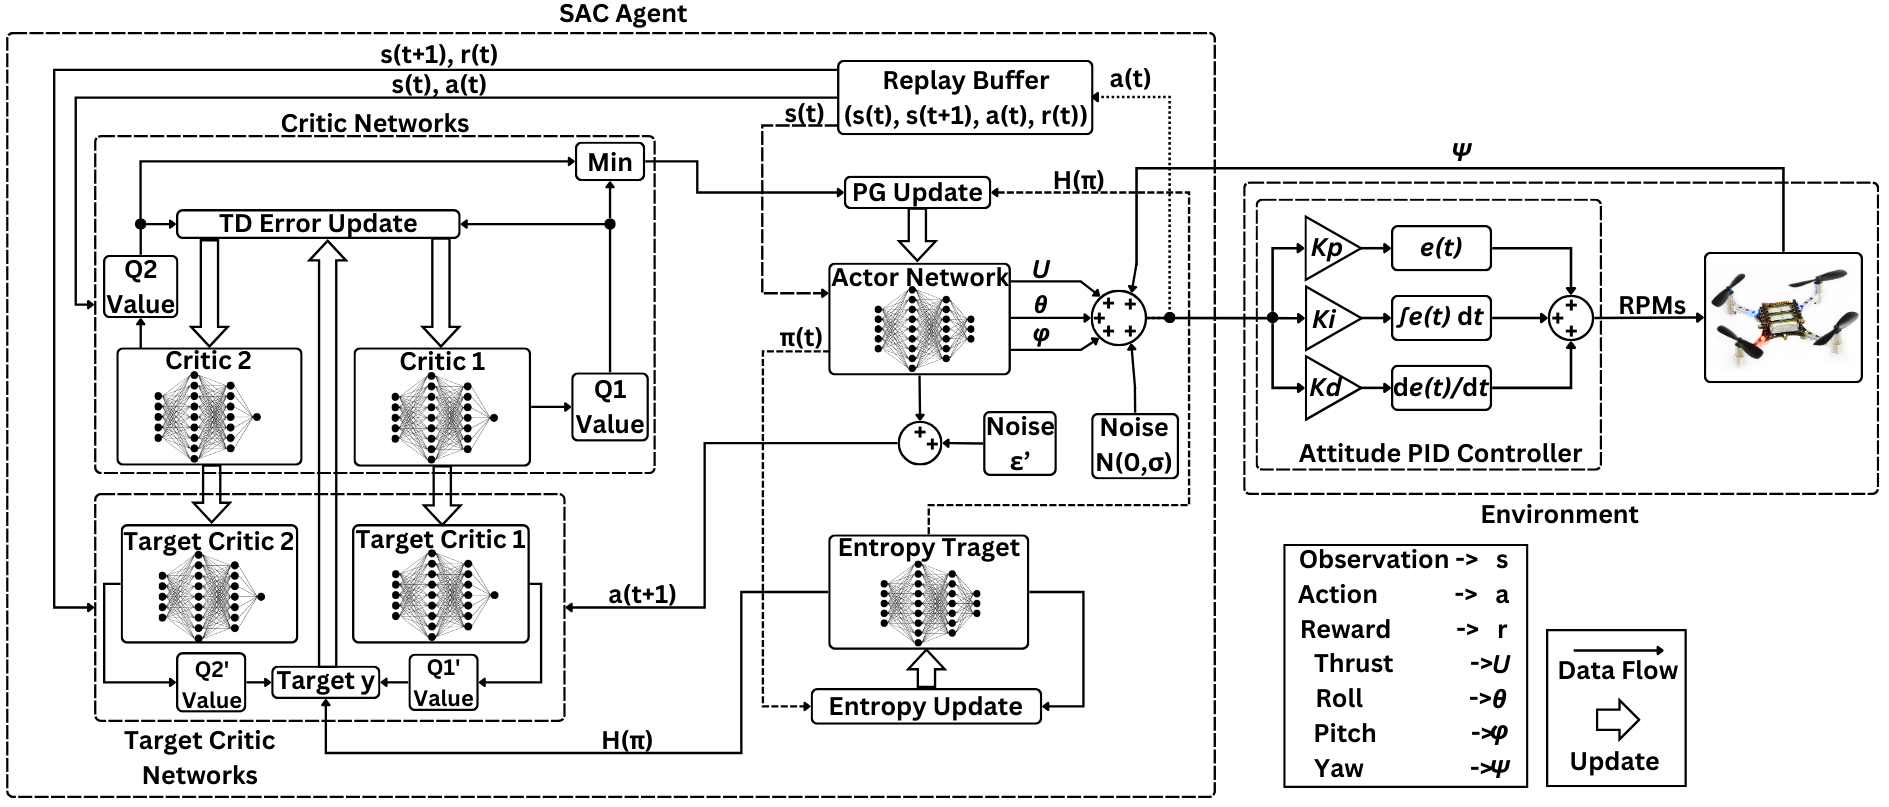 SAC Agent
s(t+1), r(t)
s(t), a(t)
s(t)
Replay Buffer
(s(t), s(t+1), a(t), r(t))
a(t)
Critic Networks
Min
TD Error Update
Q2
Value
Critic 2
Critic 1
Q1
Value
PG Update
H(π)
Actor Network
U
θ
φ
π(t)
+ +
+
+ +
+
+
Noise
ε’
Noise
N(0,σ)
Ψ
Kp
e(t)
Ki
∫e(t) dt
Kd
de(t)/dt
+
+
+
RPMs
Attitude PID Controller
Environment
Target Critic 2
Target Critic 1
Q2'
Value
Target y
Q1'
Value
Target Critic
Networks
a(t+1)
H(π)
Entropy Traget
Entropy Update
Observation -> s
Action -> a
Reward -> r
Thrust ->U
Roll ->θ
Pitch ->φ
Yaw ->Ψ
Data Flow
Update